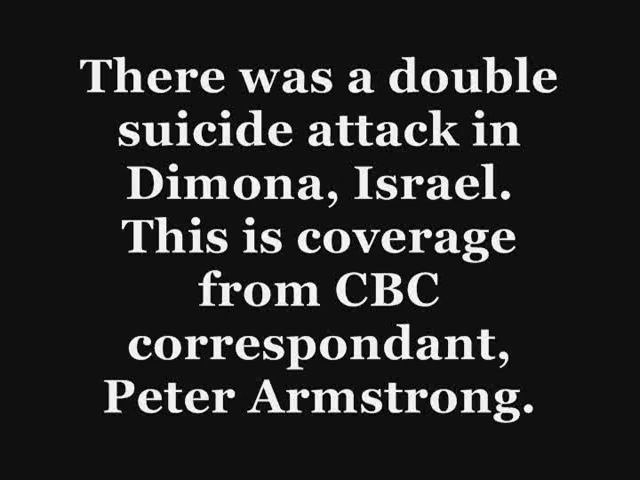 There was a double
suicide attack in
Dimona, Israel.
This is coverage
from CBC
correspondant,
Peter Armstrong.